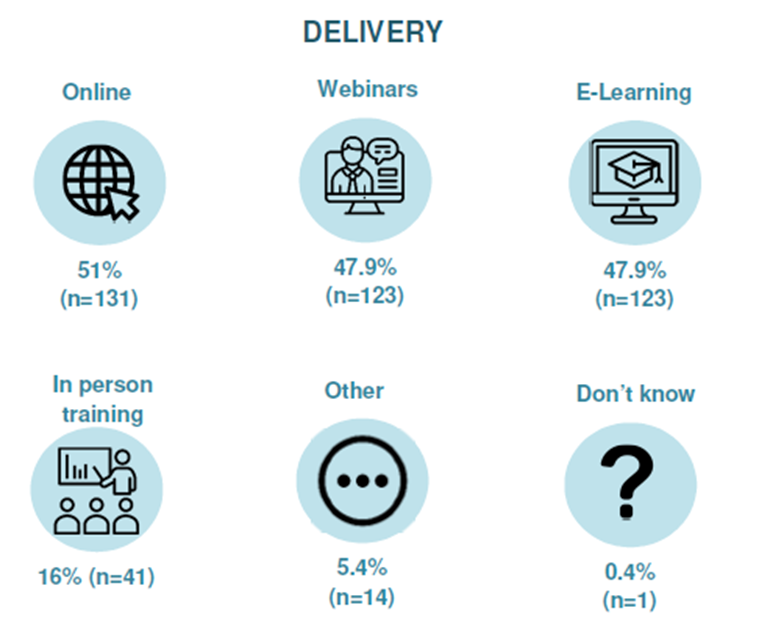 DELIVERY
Online
Webinars
E-Learning
51%
(n=131)
47.9%
(n=123)
47.9%
(n=123)
In person
training
Other
Don't know
16% (n=41)
5.4%
(n=14)
0.4%
(n=1)